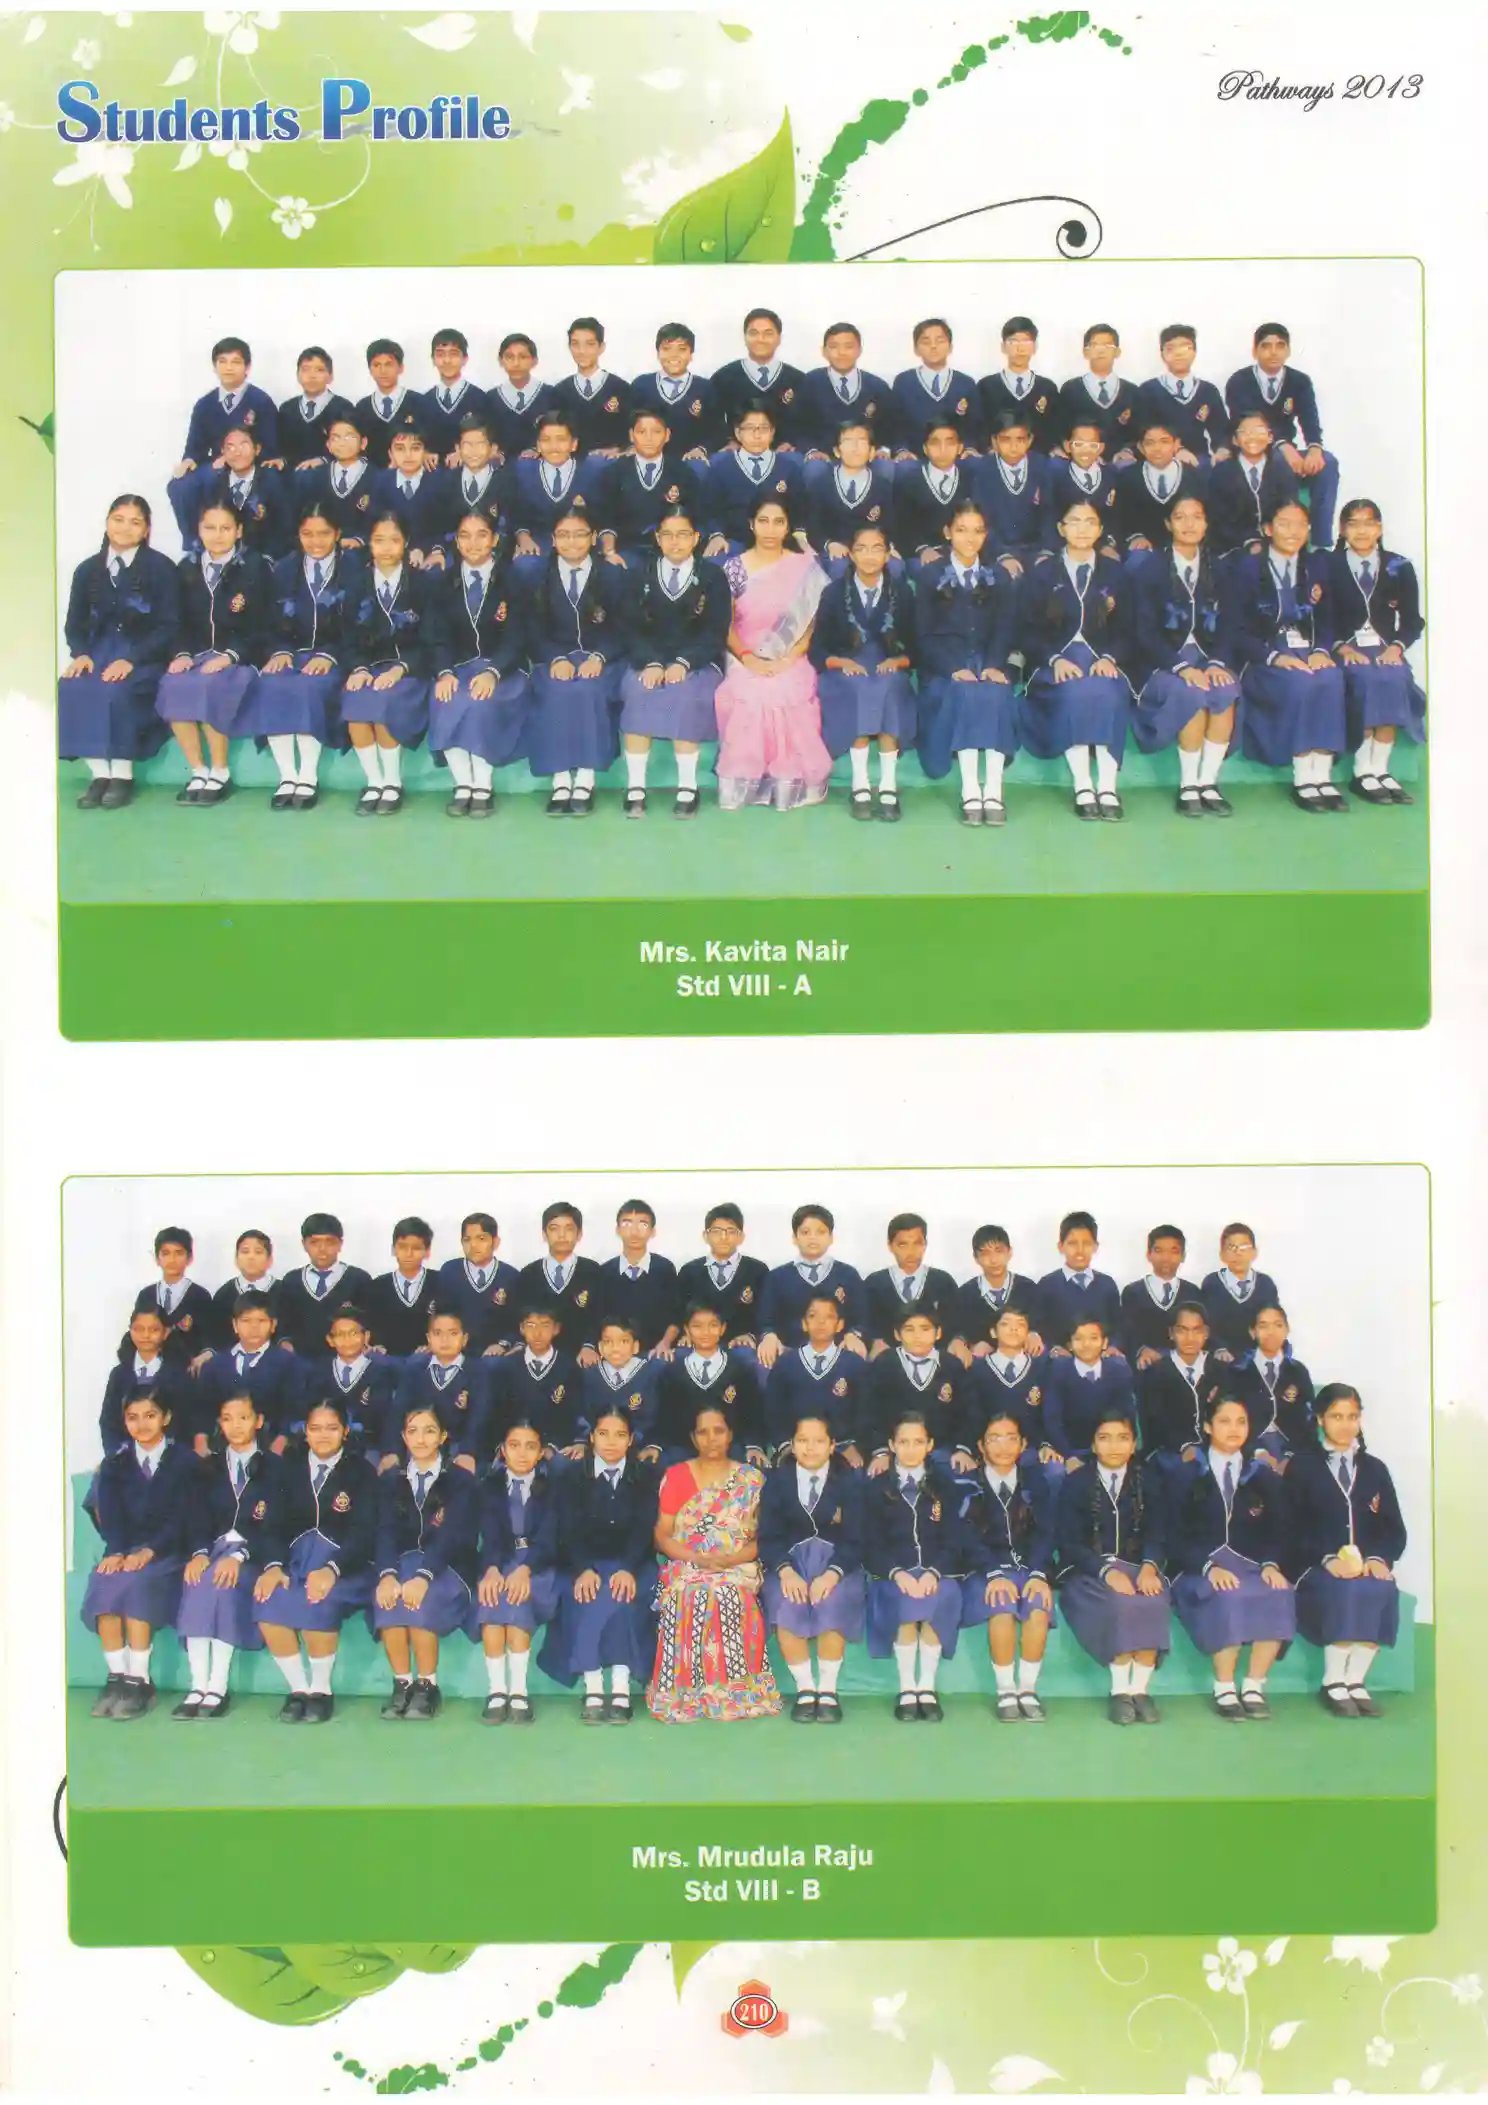 Students Profile
Pathways 2013
Mrs. Kavita Nair
Std VIII - A
Mrs. Mrudula Raju
Std VIII - B
210